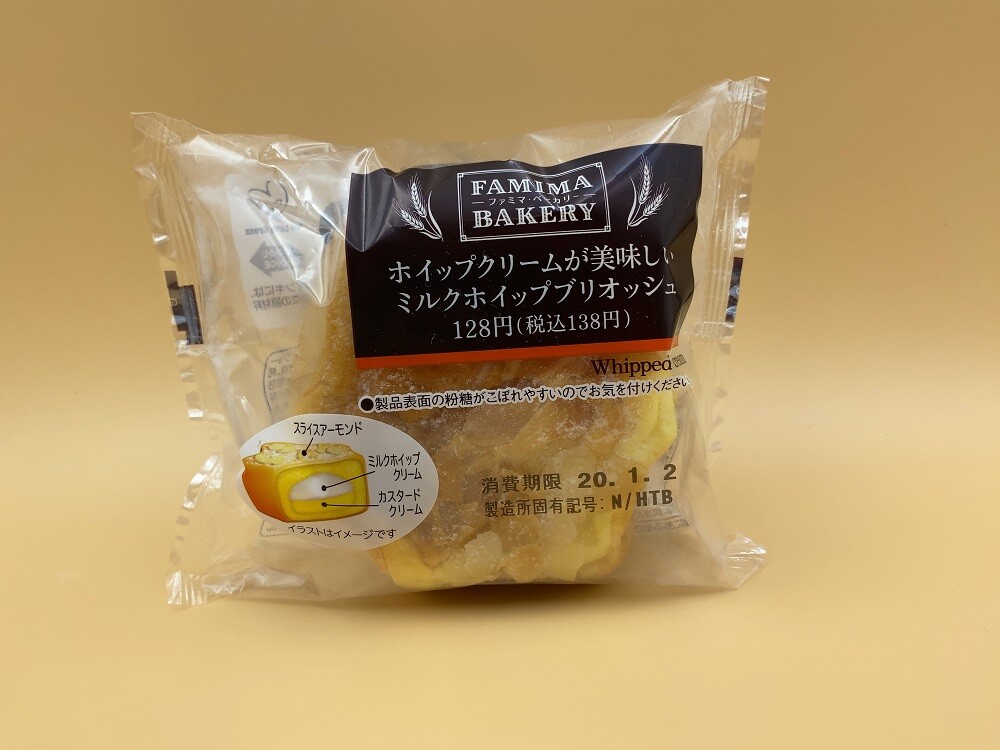 FAMIMA
ファミマ・ベーカリー
BAKERY
ホイップクリームが美味しい
ミルクホイップブリオッシュ
128円(税込138円)
Whipped
●製品表面の粉糖がこぼれやすいのでお気を付けください
スライスアーモンド
ミルクホイップ
クリーム
カスタード
クリーム
イラストはイメージです
消費期限 20.1.2
製造所固有記号:N/HTB